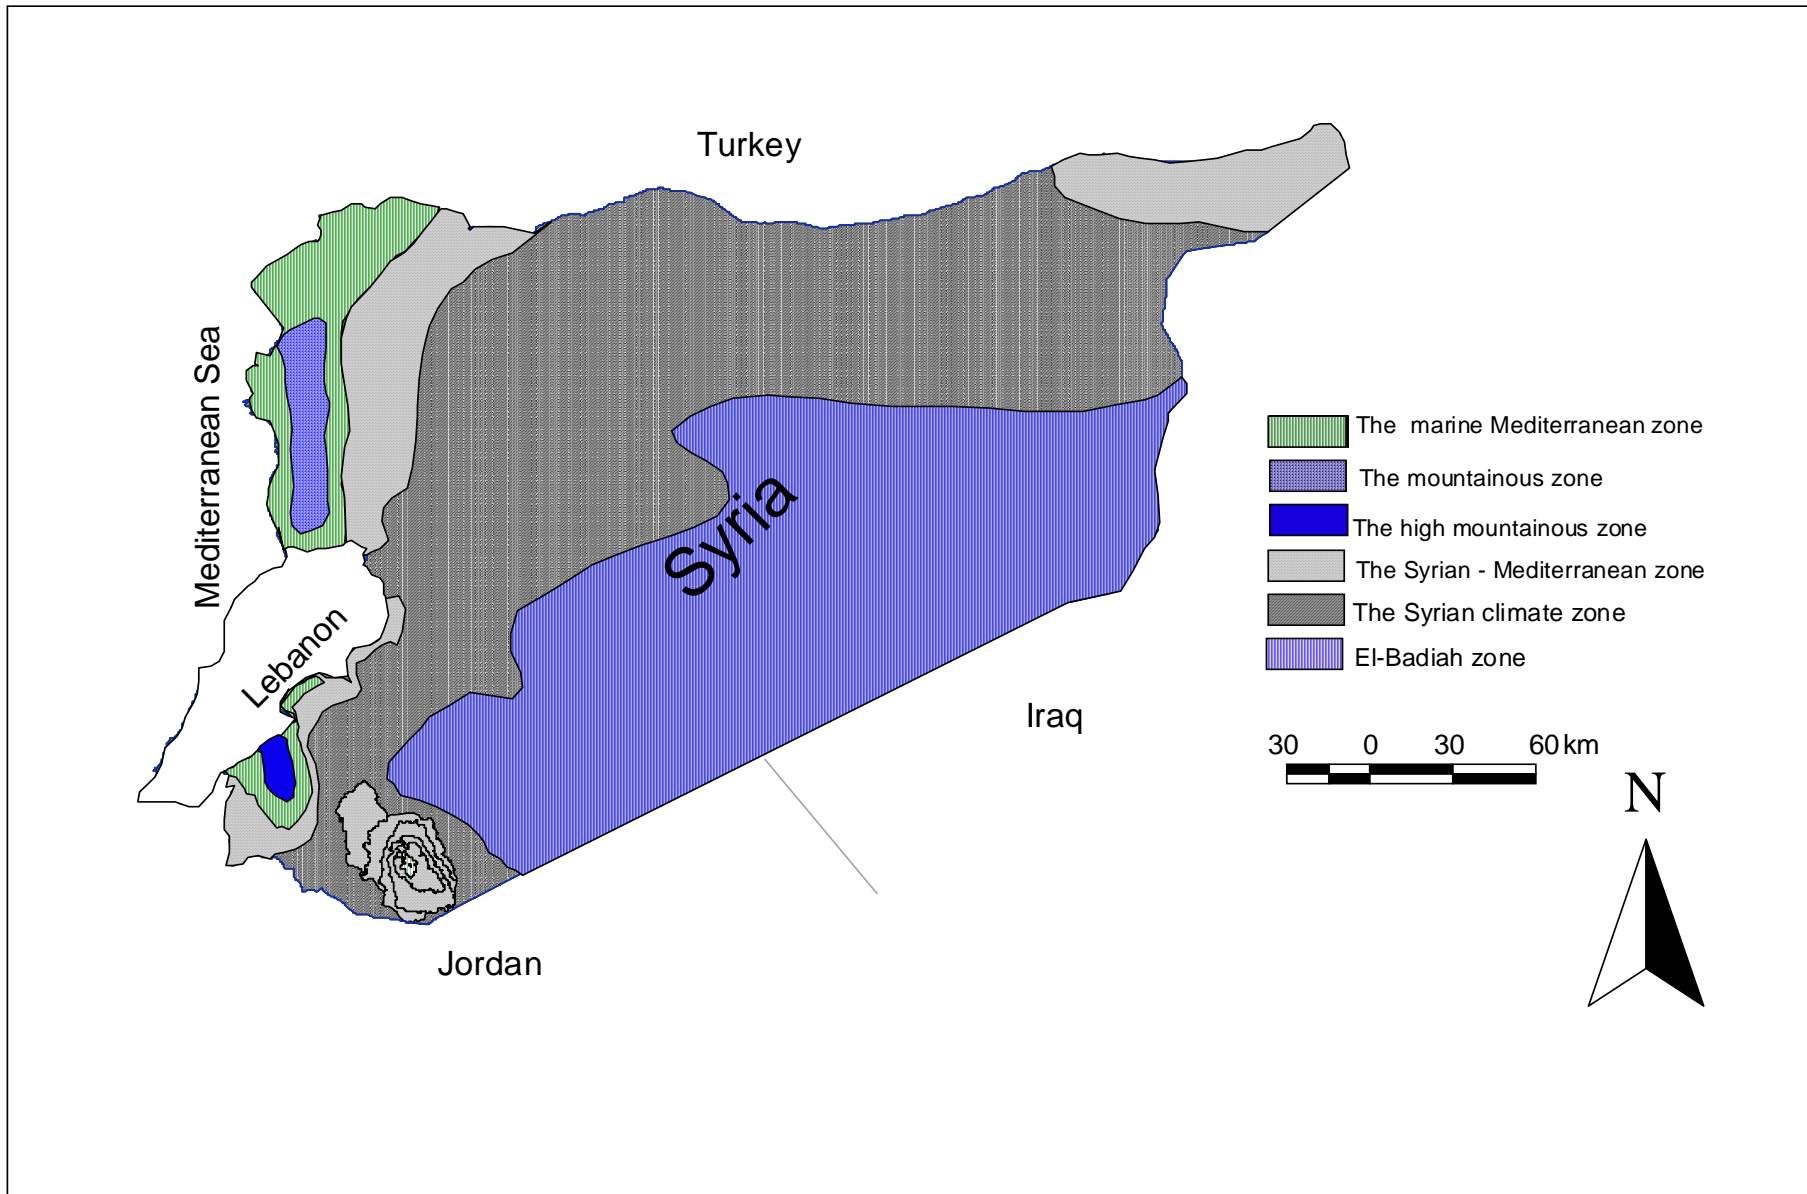 Turkey
Mediterranean Sea
The marine Mediterranean zone
The mountainous zone
Syria
The high mountainous zone
The Syrian - Mediterranean zone
The Syrian climate zone
Lebanon
El-Badiah zone
Iraq
30 0 30 60 km
N
Jordan